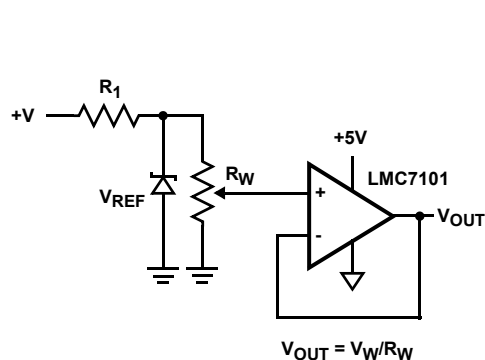 R1
+V
+5V
RW
LMC7101
VREF
+
-
VOUT
VOUT = VW/RW